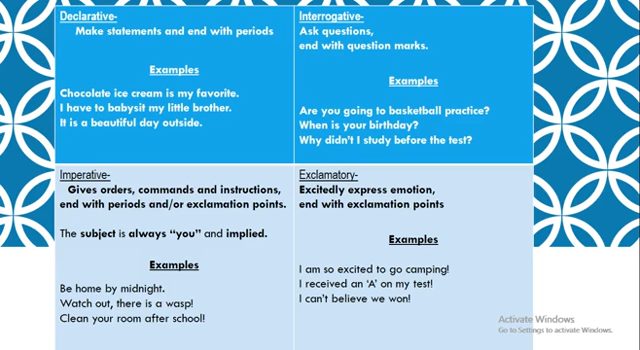 Declarative-
Make statements and end with periods
Examples
Chocolate ice cream is my favorite.
I have to babysit my little brother.
It is a beautiful day outside.
Interrogative-
Ask questions,
end with question marks.
Examples
Are you going to basketball practice?
When is your birthday?
Why didn't I study before the test?
Imperative-
Gives orders, commands and instructions,
end with periods and/or exclamation points.
The subject is always “you” and implied.
Examples
Be home by midnight.
Watch out, there is a wasp!
Clean your room after school!
Exclamatory-
Excitedly express emotion,
end with exclamation points
Examples
I am so excited to go camping!
I received an ‘A’ on my test!
I can't believe we won!
Activate Windows
Go to Settings to activate Windows.